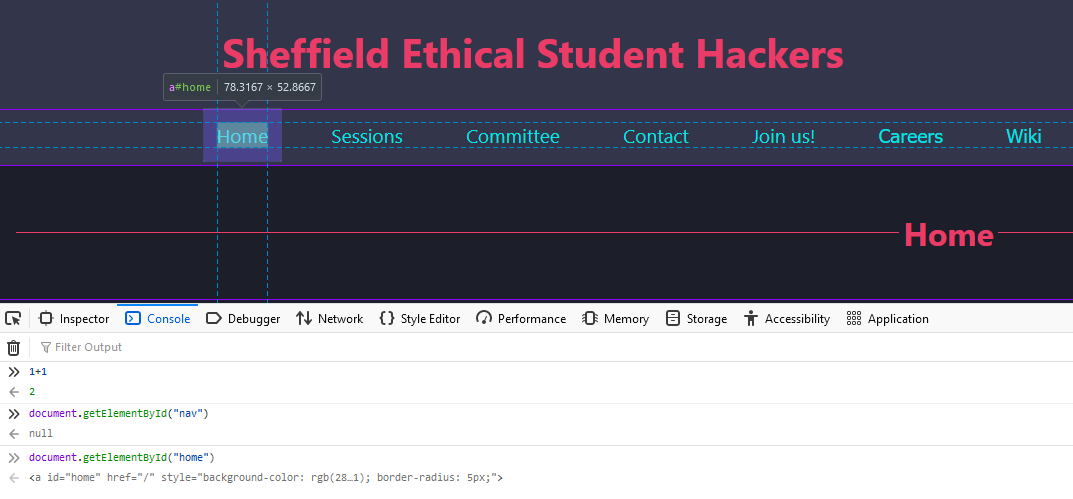 Sheffield Ethical Student Hackers
a#home 78.3167 × 52.8667
Home Sessions Committee Contact Join us! Careers Wiki
Home
Inspector Console Debugger Network Style Editor Performance Memory Storage Accessibility Application
Filter Output
1+1
2
document.getElementById("nav")
null
document.getElementById("home")
<a id="home" href="/" style="background-color: rgb(28…1); border-radius: 5px;">